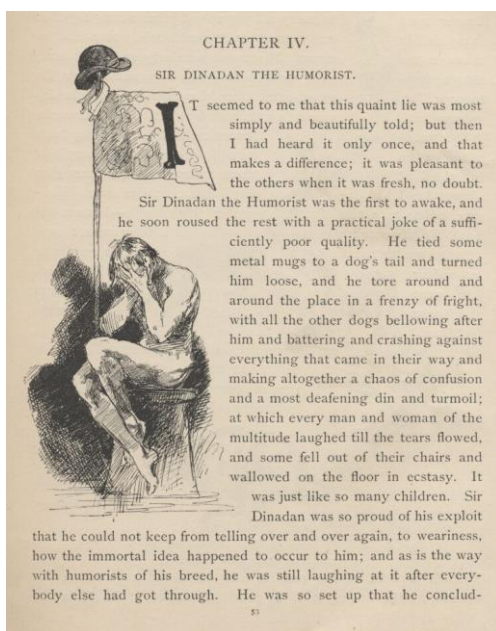 CHAPTER IV.
SIR DINADAN THE HUMORIST.
IT seemed to me that this quaint lie was most
simply and beautifully told; but then
I had heard it only once, and that
makes a difference; it was pleasant to
the others when it was fresh, no doubt.
Sir Dinadan the Humorist was the first to awake, and
he soon roused the rest with a practical joke of a suffi-
ciently poor quality. He tied some
metal mugs to a dog's tail and turned
him loose, and he tore around and
around the place in a frenzy of fright,
with all the other dogs bellowing after
him and battering and crashing against
everything that came in their way and
making altogether a chaos of confusion
and a most deafening din and turmoil;
at which every man and woman of the
multitude laughed till the tears flowed,
and some fell out of their chairs and
wallowed on the floor in ecstasy. It
was just like so many children. Sir
Dinadan was so proud of his exploit
that he could not keep from telling over and over again, to weariness,
how the immortal idea happened to occur to him; and as is the way
with humorists of his breed, he was still laughing at it after every-
body else had got through. He was so set up that he conclud-